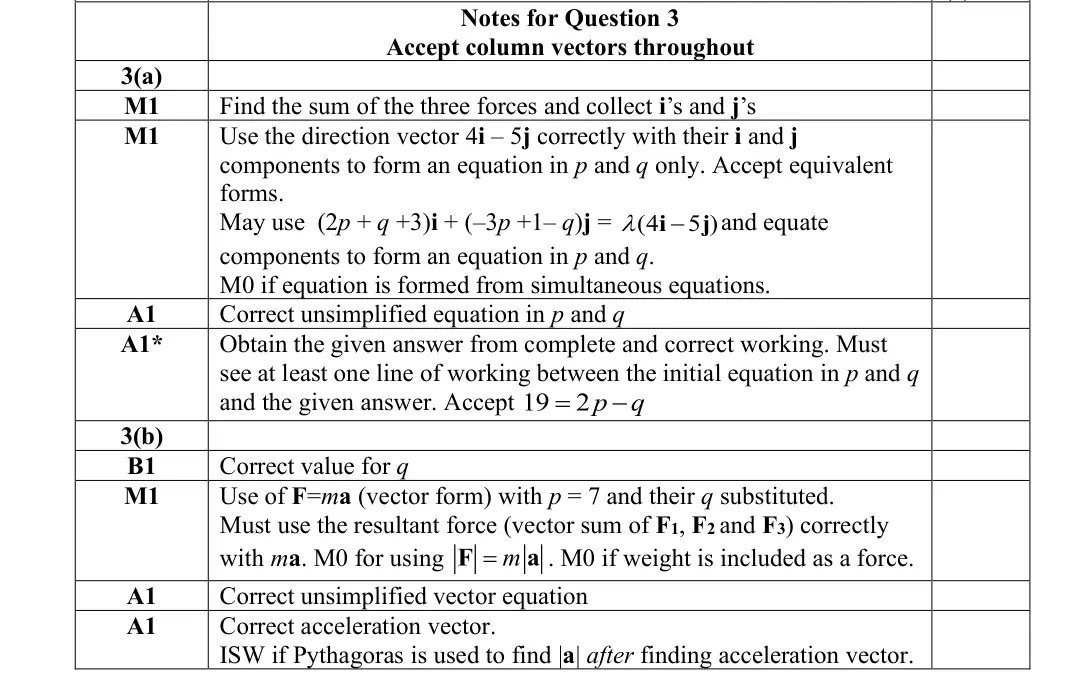 Notes for Question 3
Accept column vectors throughout
3(a)
M1 Find the sum of the three forces and collect i’s and j’s
M1 Use the direction vector 4i – 5j correctly with their i and j
components to form an equation in p and q only. Accept equivalent
forms.
May use (2p + q +3)i + (–3p +1– q)j = λ(4i – 5j) and equate
components to form an equation in p and q.
M0 if equation is formed from simultaneous equations.
A1 Correct unsimplified equation in p and q
A1* Obtain the given answer from complete and correct working. Must
see at least one line of working between the initial equation in p and q
and the given answer. Accept 19 = 2p – q
3(b)
B1 Correct value for q
M1 Use of F=ma (vector form) with p = 7 and their q substituted.
Must use the resultant force (vector sum of F1, F2 and F3) correctly
with ma. M0 for using |F| = m|a|. M0 if weight is included as a force.
A1 Correct unsimplified vector equation
A1 Correct acceleration vector.
ISW if Pythagoras is used to find |a| after finding acceleration vector.